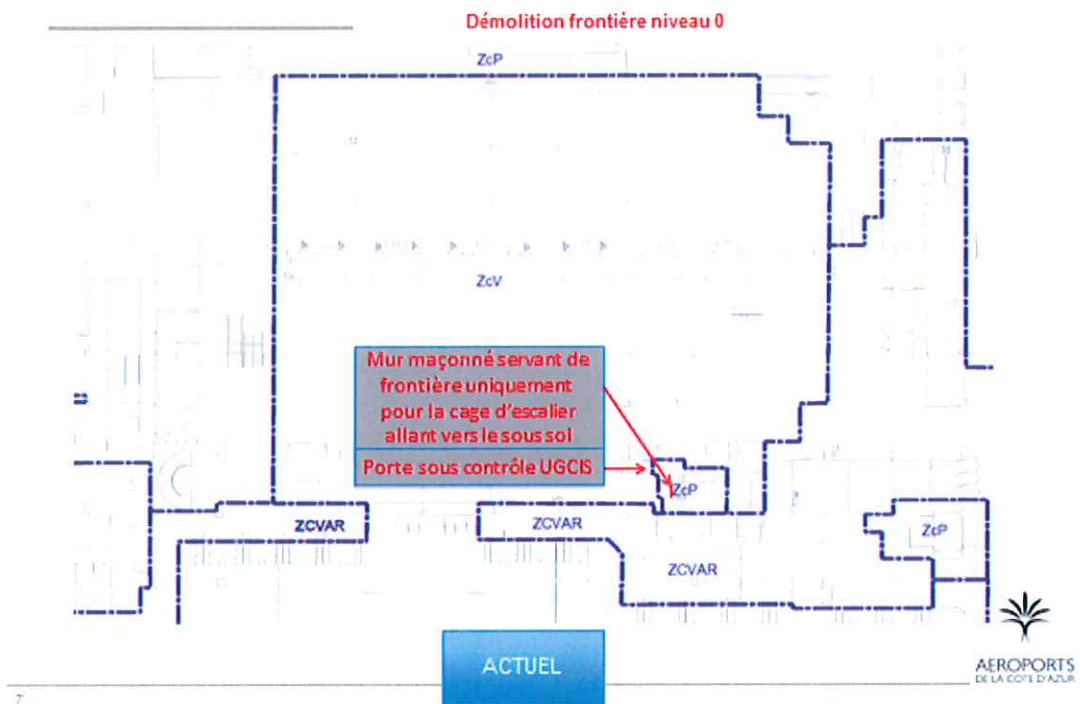 Démolition frontière niveau 0
ZcP
ZcV
Mur maçonné servant de
frontière uniquement
pour la cage d'escalier
allant vers le sous sol
Porte sous contrôle UGCIS
ZcP
ZCVAR
ZCVAR
ZcP
ZCVAR
ACTUEL
AEROPORTS
DE LA COTE D'AZUR
7